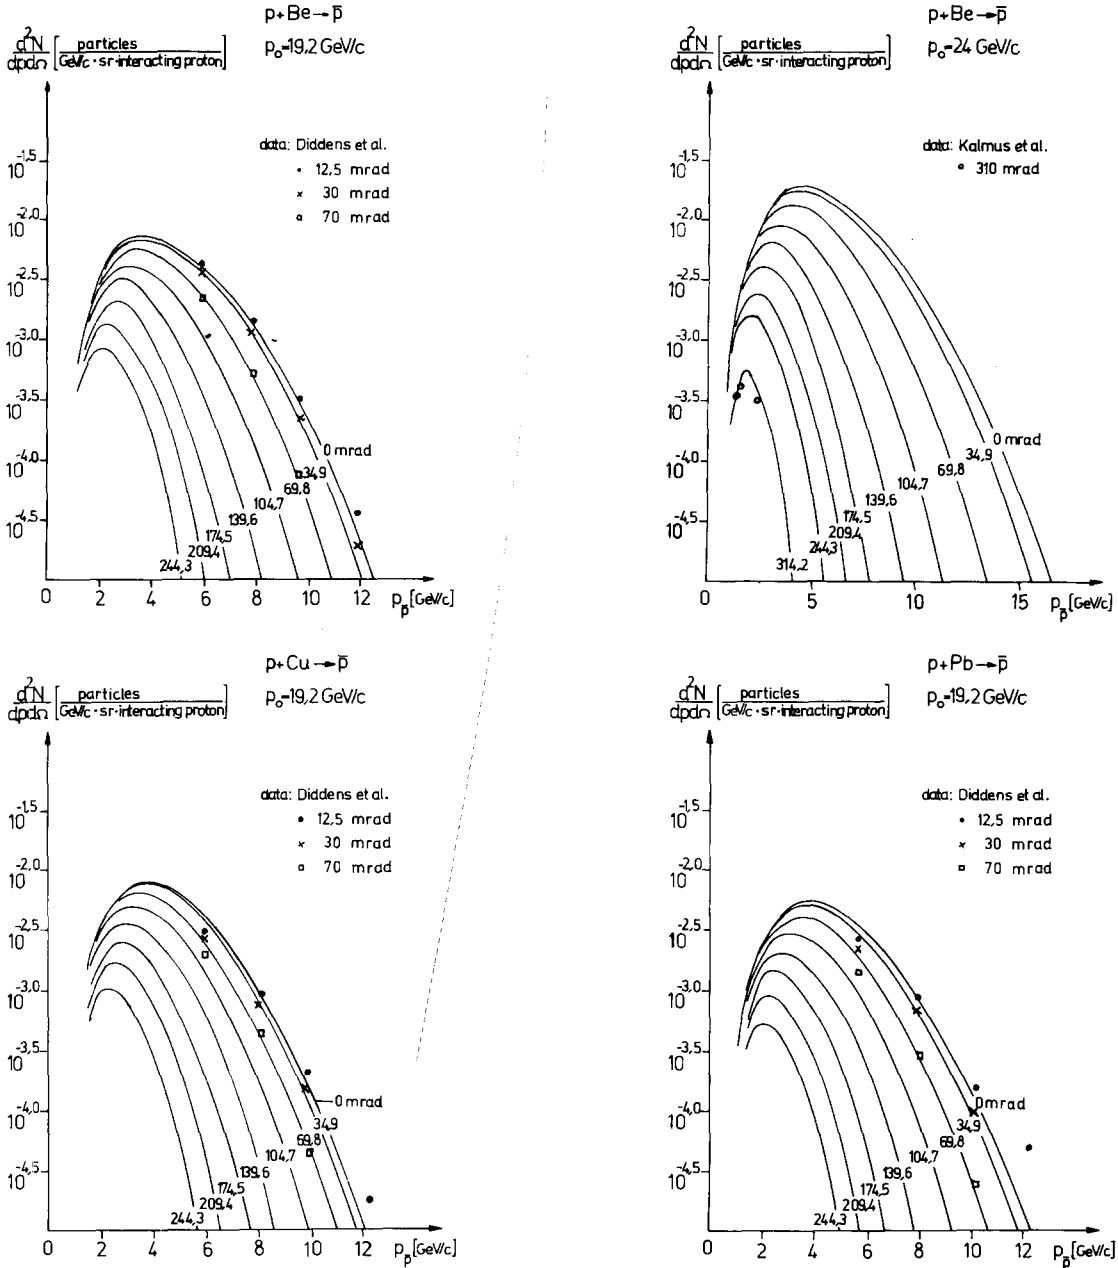 p+Be→p̄
d²N
dpdΩ
[ particles
GeV/c · sr · interacting proton ]
p₀=19,2 GeV/c
data: Diddens et al.
• 12,5 mrad
× 30 mrad
□ 70 mrad
10^-1,5
10^-2,0
10^-2,5
10^-3,0
10^-3,5
10^-4,0
10^-4,5
0 mrad
34,9
69,8
104,7
139,6
174,5
209,4
244,3
0 2 4 6 8 10 12 p_p̄ [GeV/c]
p+Be→p̄
d²N
dpdΩ
[ particles
GeV/c · sr · interacting proton ]
p₀=24 GeV/c
data: Kalmus et al.
o 310 mrad
10^-1,5
10^-2,0
10^-2,5
10^-3,0
10^-3,5
10^-4,0
10^-4,5
0 mrad
34,9
69,8
104,7
139,6
174,5
209,4
244,3
314,2
0 5 10 15 p_p̄ [GeV/c]
p+Cu→p̄
d²N
dpdΩ
[ particles
GeV/c · sr · interacting proton ]
p₀=19,2 GeV/c
data: Diddens et al.
• 12,5 mrad
× 30 mrad
□ 70 mrad
10^-1,5
10^-2,0
10^-2,5
10^-3,0
10^-3,5
10^-4,0
10^-4,5
0 mrad
34,9
69,8
104,7
139,6
174,5
209,4
244,3
0 2 4 6 8 10 12 p_p̄ [GeV/c]
p+Pb→p̄
d²N
dpdΩ
[ particles
GeV/c · sr · interacting proton ]
p₀=19,2 GeV/c
data: Diddens et al.
• 12,5 mrad
× 30 mrad
□ 70 mrad
10^-1,5
10^-2,0
10^-2,5
10^-3,0
10^-3,5
10^-4,0
10^-4,5
0 mrad
34,9
69,8
104,7
139,6
174,5
209,4
244,3
0 2 4 6 8 10 12 p_p̄ [GeV/c]